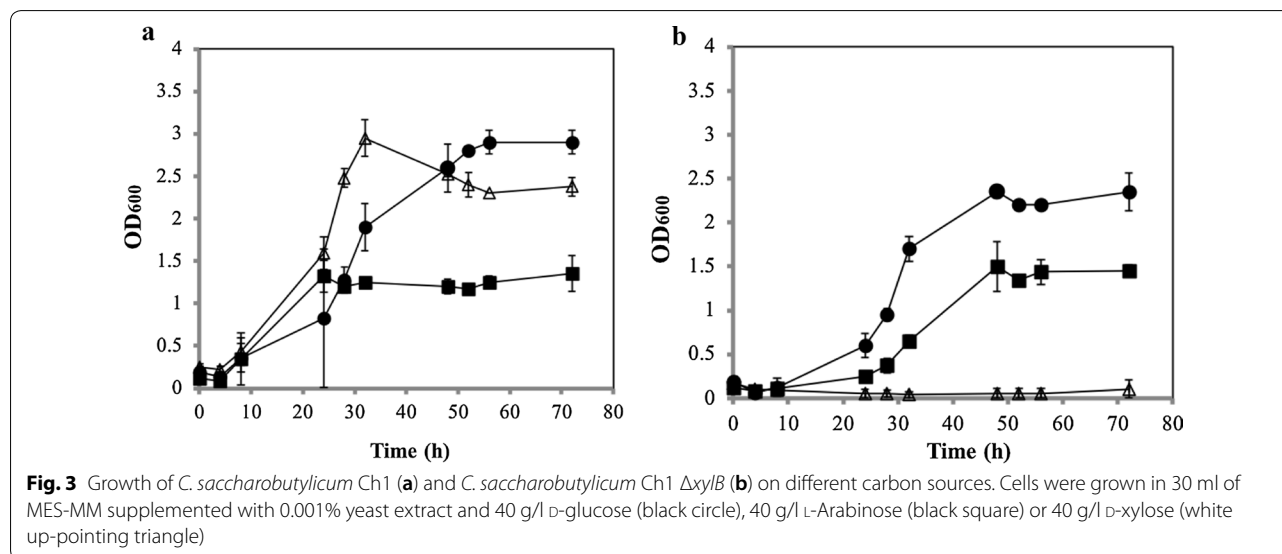 a
b
4
3.5
3
2.5
2
1.5
1
0.5
0
OD600
0 10 20 30 40 50 60 70 80
Time (h)
4
3.5
3
2.5
2
1.5
1
0.5
0
OD600
0 10 20 30 40 50 60 70 80
Time (h)
Fig. 3 Growth of C. saccharobutylicum Ch1 (a) and C. saccharobutylicum Ch1 ΔxylB (b) on different carbon sources. Cells were grown in 30 ml of
MES-MM supplemented with 0.001% yeast extract and 40 g/l D-glucose (black circle), 40 g/l L-Arabinose (black square) or 40 g/l D-xylose (white
up-pointing triangle)